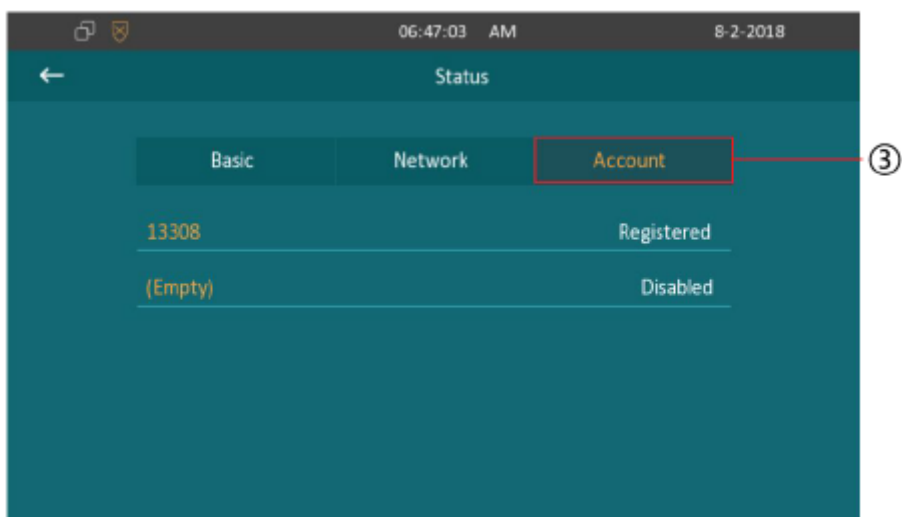 06:47:03 AM 8-2-2018
Status
Basic Network Account ③
13308 Registered
(Empty) Disabled